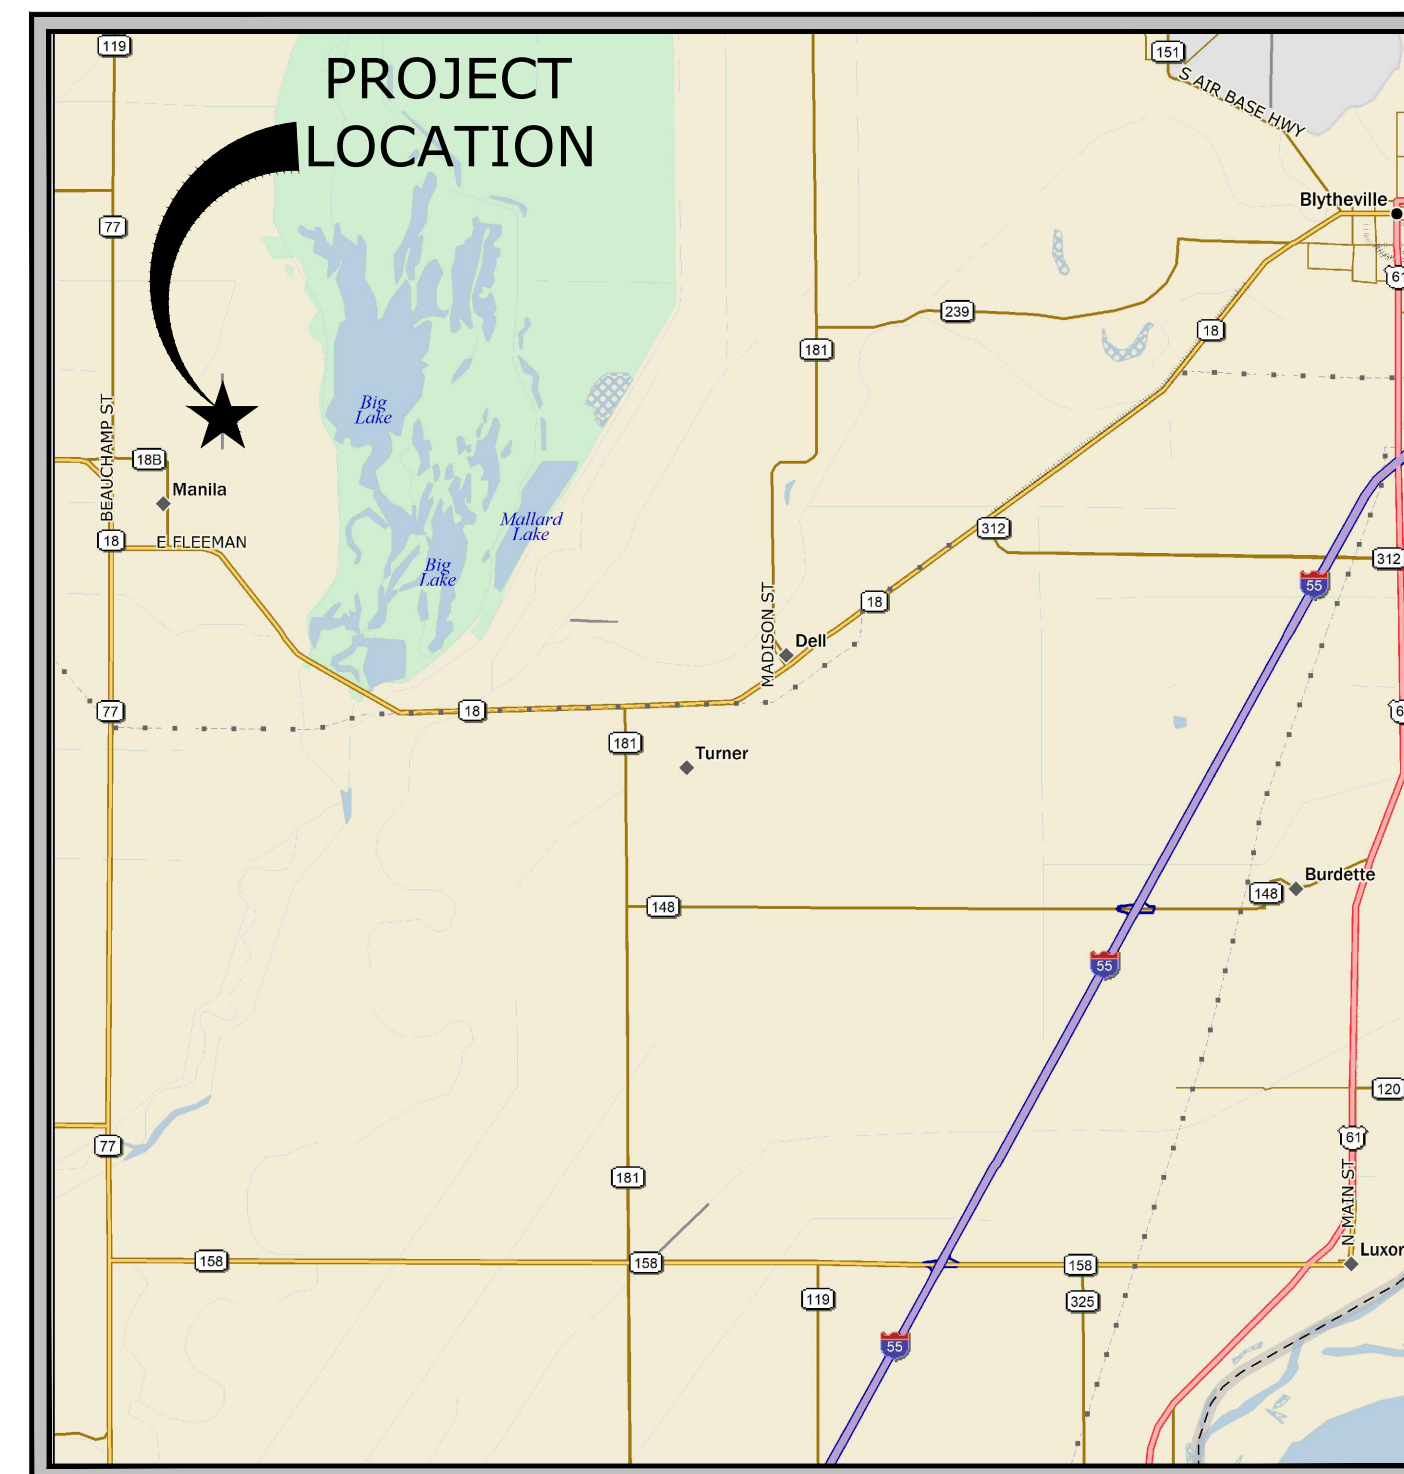 119
PROJECT
LOCATION
151
S AIR BASE HWY
Blytheville
77
61
239
18
181
BEAUCHAMP ST
Big
Lake
18B
Manila
Mallard
Lake
312
18
E FLEEMAN
312
55
Big
Lake
MADISON ST
18
Dell
77
18
6
181
Turner
Burdette
148
148
55
120
61
77
181
N MAIN ST
Luxor
158
158
158
119
325
55